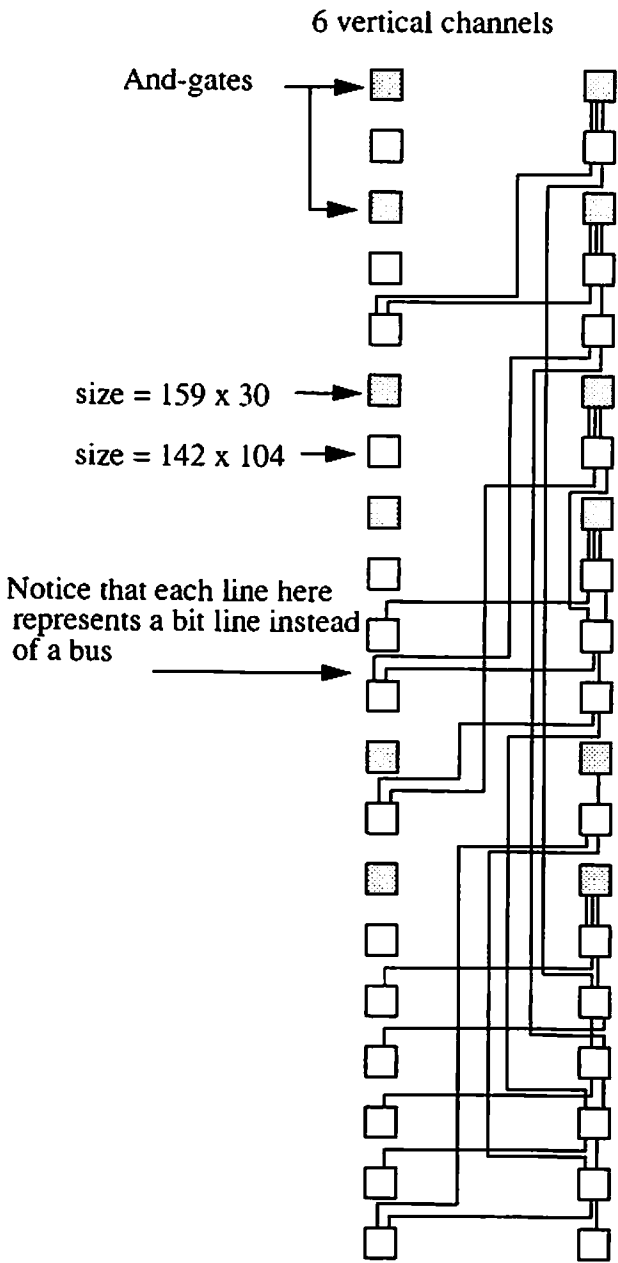 6 vertical channels
And-gates
size = 159 x 30
size = 142 x 104
Notice that each line here
represents a bit line instead
of a bus